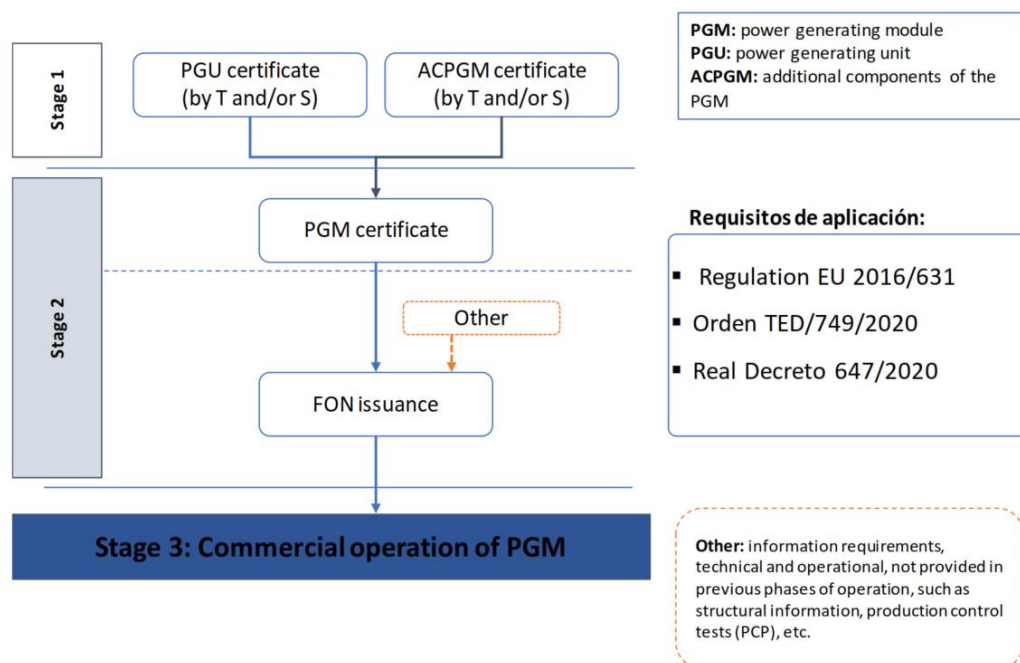 Stage 1
PGU certificate
(by T and/or S)
ACPGM certificate
(by T and/or S)
PGM: power generating module
PGU: power generating unit
ACPGM: additional components of the
PGM
Stage 2
PGM certificate
Other
FON issuance
Requisitos de aplicación:
▪ Regulation EU 2016/631
▪ Orden TED/749/2020
▪ Real Decreto 647/2020
Stage 3: Commercial operation of PGM
Other: information requirements,
technical and operational, not provided in
previous phases of operation, such as
structural information, production control
tests (PCP), etc.